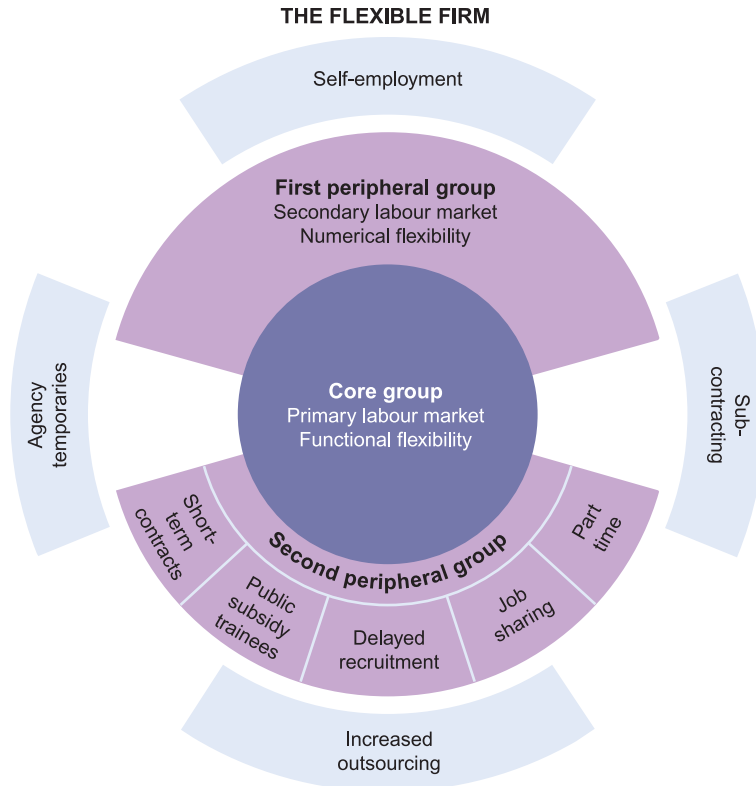 THE FLEXIBLE FIRM
Self-employment
First peripheral group
Secondary labour market
Numerical flexibility
Agency
temporaries
Core group
Primary labour market
Functional flexibility
Sub-
contracting
Second peripheral group
Short-
term
contracts
Public
subsidy
trainees
Delayed
recruitment
Job
sharing
Part
time
Increased
outsourcing